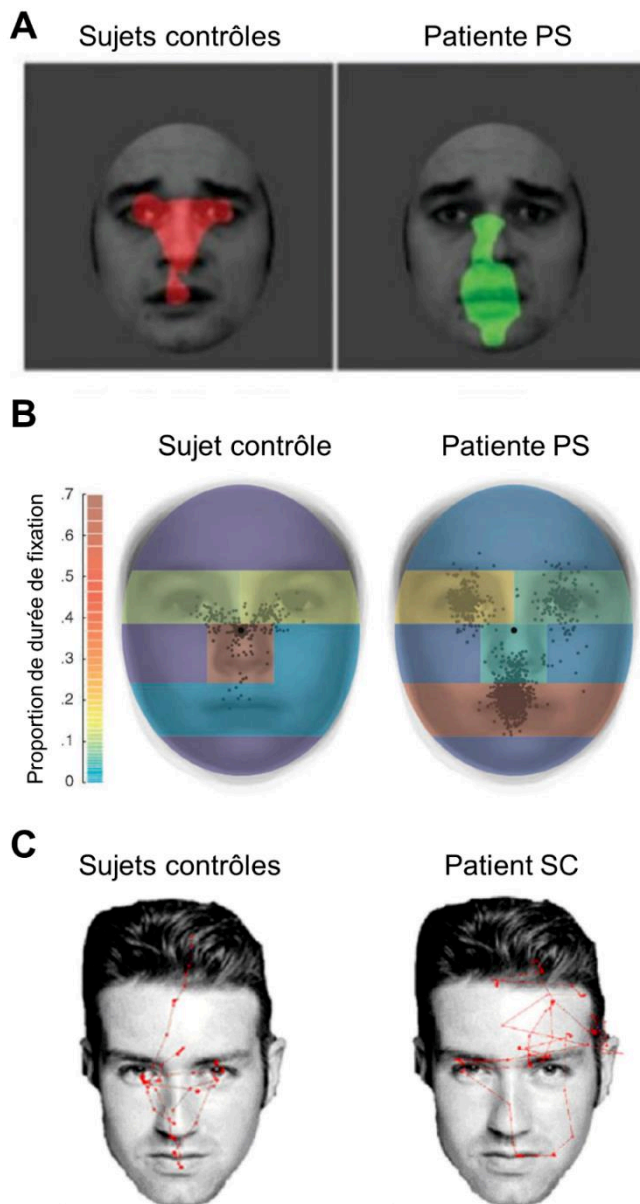 A
Sujets contrôles
Patiente PS
B
Sujet contrôle
Patiente PS
Proportion de durée de fixation
.7
.6
.5
.4
.3
.2
.1
0
C
Sujets contrôles
Patient SC